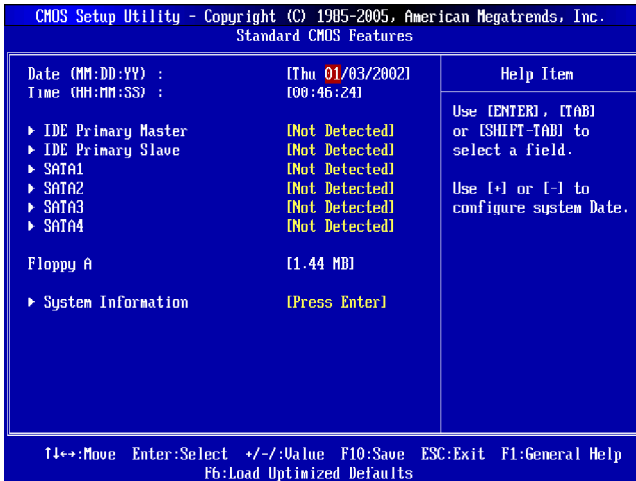 CMOS Setup Utility - Copyright (C) 1985-2005, American Megatrends, Inc.
Standard CMOS Features
Date (MM:DD:YY) : [Thu 01/03/2002]
Time (HH:MM:SS) : [00:46:24]
▶ IDE Primary Master [Not Detected]
▶ IDE Primary Slave [Not Detected]
▶ SATA1 [Not Detected]
▶ SATA2 [Not Detected]
▶ SATA3 [Not Detected]
▶ SATA4 [Not Detected]
Floppy A [1.44 MB]
▶ System Information [Press Enter]
Help Item
Use [ENTER], [TAB]
or [SHIFT-TAB] to
select a field.
Use [+] or [-] to
configure system Date.
↑↓←→:Move Enter:Select +/-/:Value F10:Save ESC:Exit F1:General Help
F6:Load Optimized Defaults